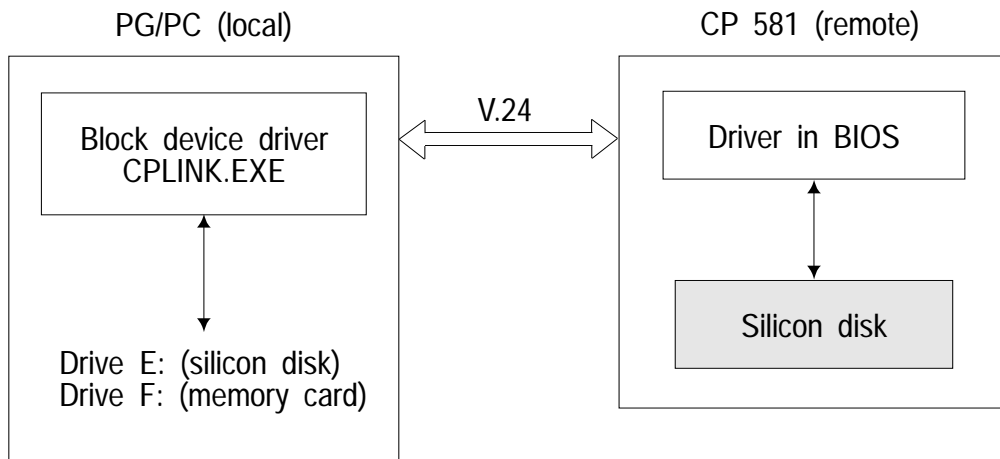 PG/PC (local)
CP 581 (remote)
Block device driver
CPLINK.EXE
V.24
Driver in BIOS
Silicon disk
Drive E: (silicon disk)
Drive F: (memory card)